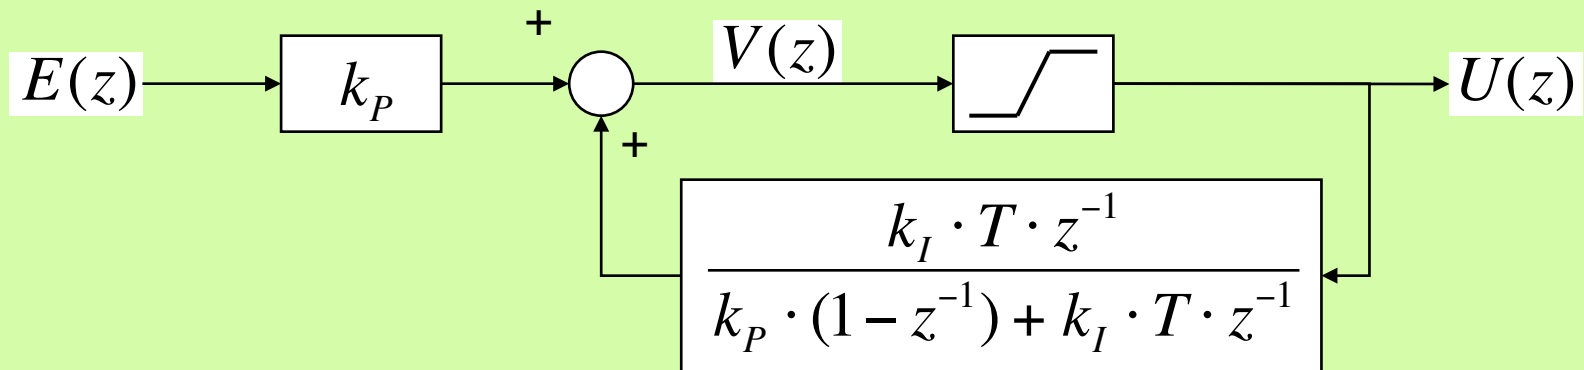 +
E(z) k_P V(z) U(z)
+
k_I · T · z^{-1}
k_P · (1 − z^{-1}) + k_I · T · z^{-1}